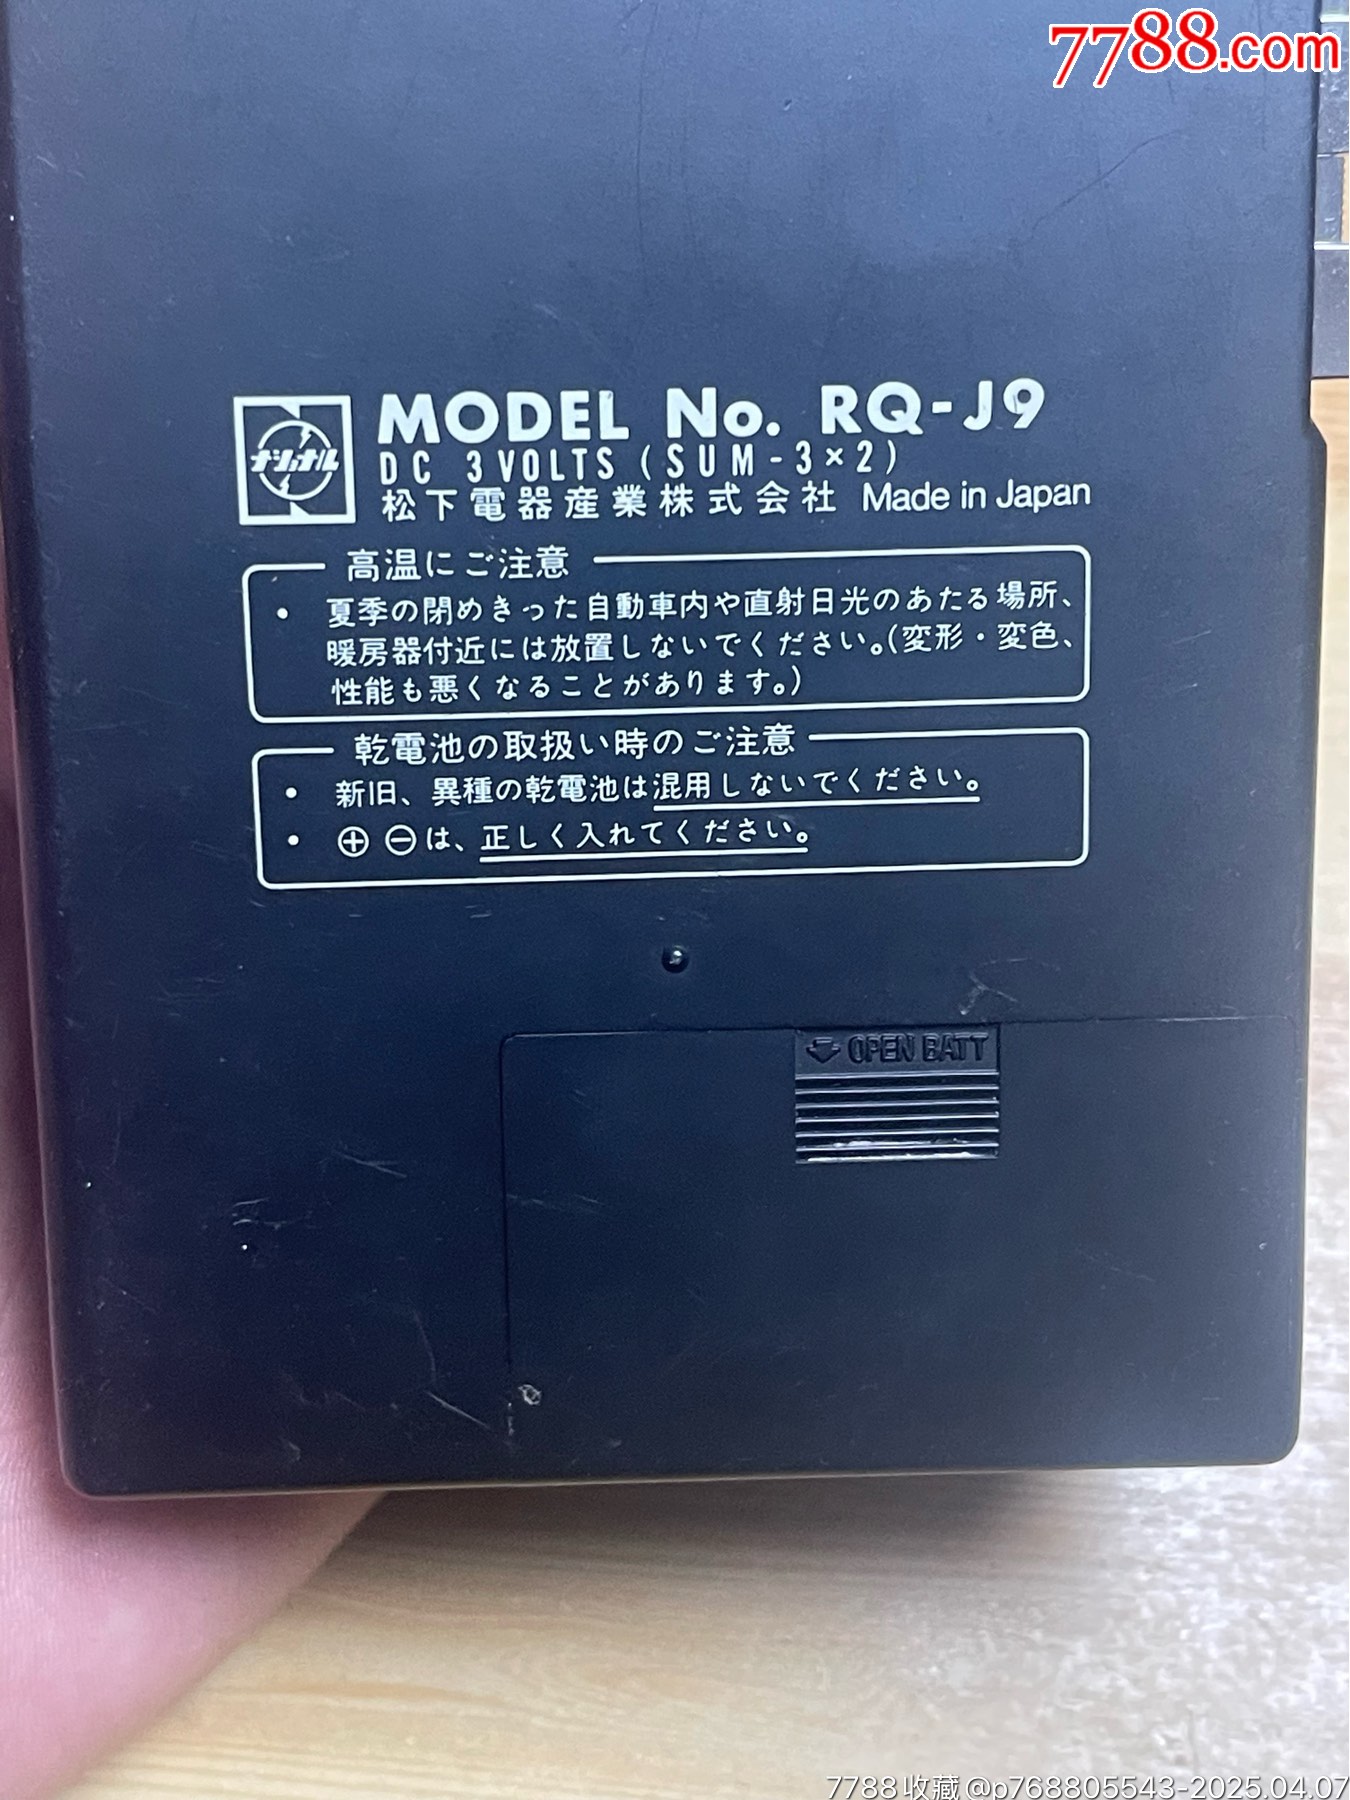 7788.com
MODEL No. RQ-J9
ナショナル
DC 3VOLTS (SUM-3×2)
松下電器産業株式会社 Made in Japan
高温にご注意
• 夏季の閉めきった自動車内や直射日光のあたる場所、
暖房器付近には放置しないでください。(変形・変色、
性能も悪くなることがあります。)
乾電池の取扱い時のご注意
• 新旧、異種の乾電池は混用しないでください。
• ⊕ ⊖は、正しく入れてください。
OPEN BATT
7788收藏@p768805543-2025.04.07